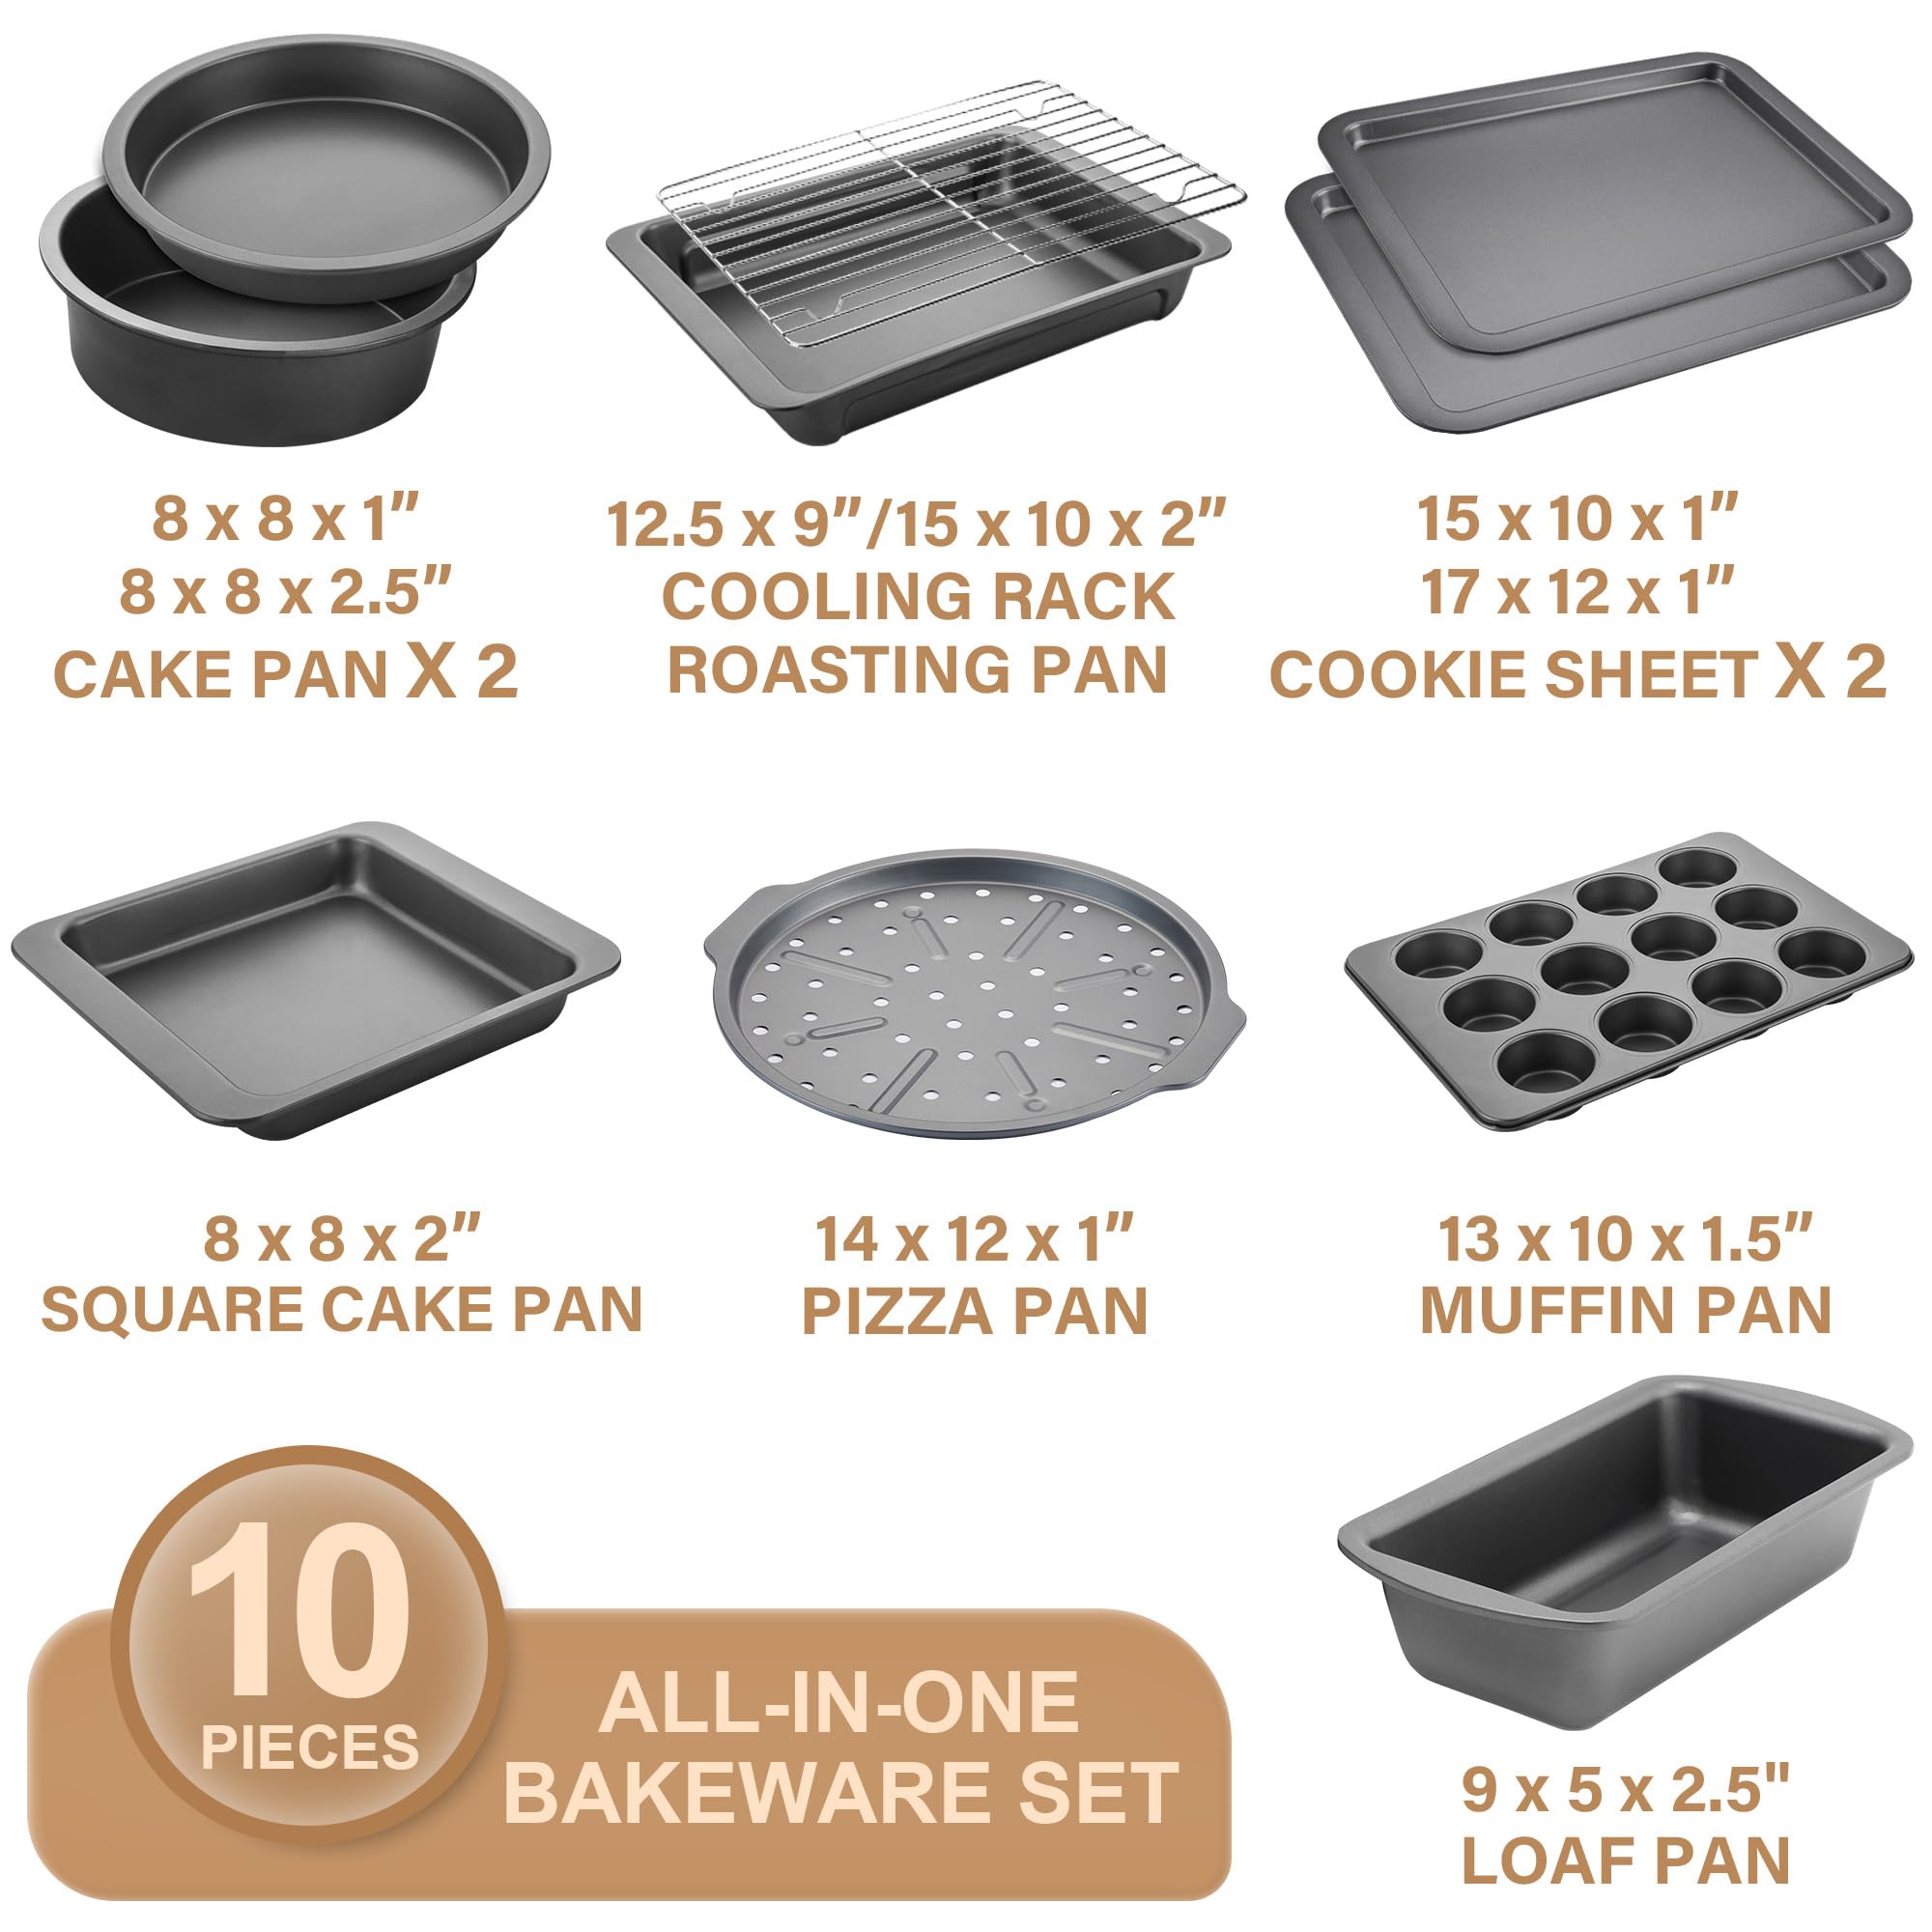 8 x 8 x 1″
8 x 8 x 2.5″
CAKE PAN X 2
12.5 x 9″/15 x 10 x 2″
COOLING RACK
ROASTING PAN
15 x 10 x 1″
17 x 12 x 1″
COOKIE SHEET X 2
8 x 8 x 2″
SQUARE CAKE PAN
14 x 12 x 1″
PIZZA PAN
13 x 10 x 1.5″
MUFFIN PAN
10
PIECES
ALL-IN-ONE
BAKEWARE SET
9 x 5 x 2.5"
LOAF PAN